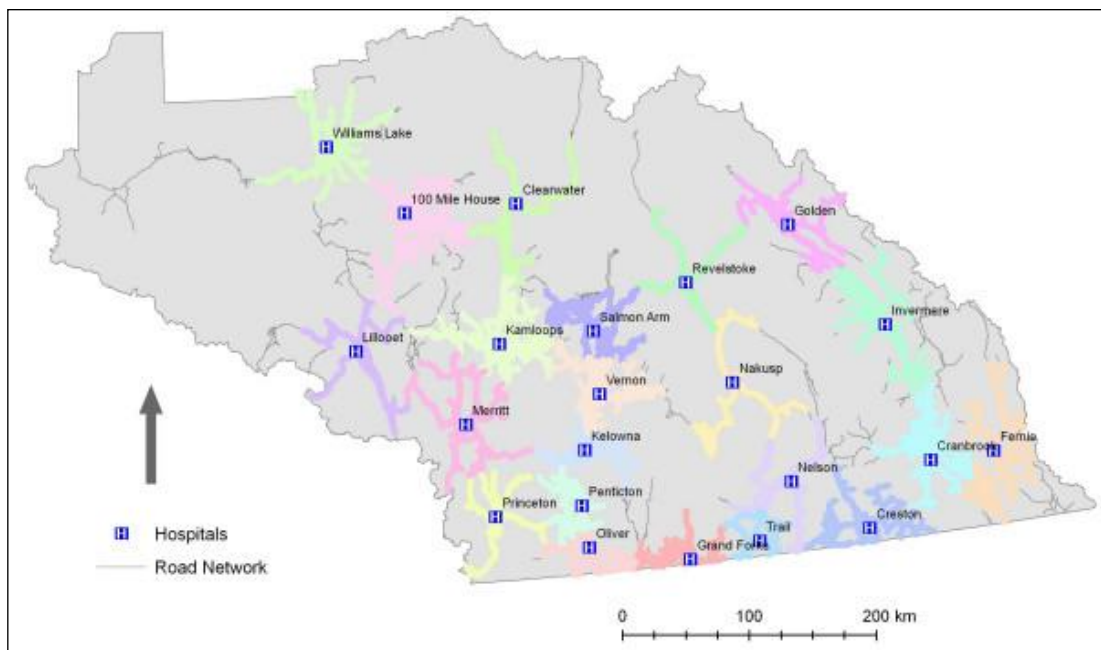 Williams Lake
100 Mile House
Clearwater
Golden
Revelstoke
Invermere
Salmon Arm
Kamloops
Lillooet
Vernon
Nakusp
Merritt
Kelowna
Cranbrook
Fernie
Nelson
Penticton
Princeton
Creston
Trail
Oliver
Grand Forks
H Hospitals
Road Network
0 100 200 km